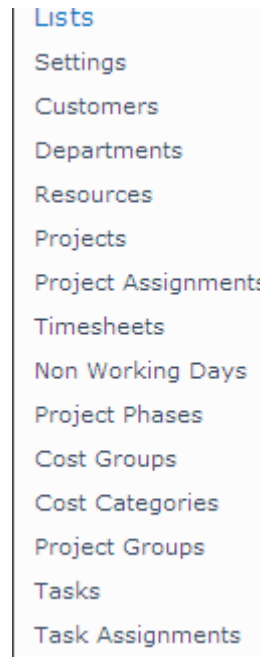 Lists
Settings
Customers
Departments
Resources
Projects
Project Assignments
Timesheets
Non Working Days
Project Phases
Cost Groups
Cost Categories
Project Groups
Tasks
Task Assignments